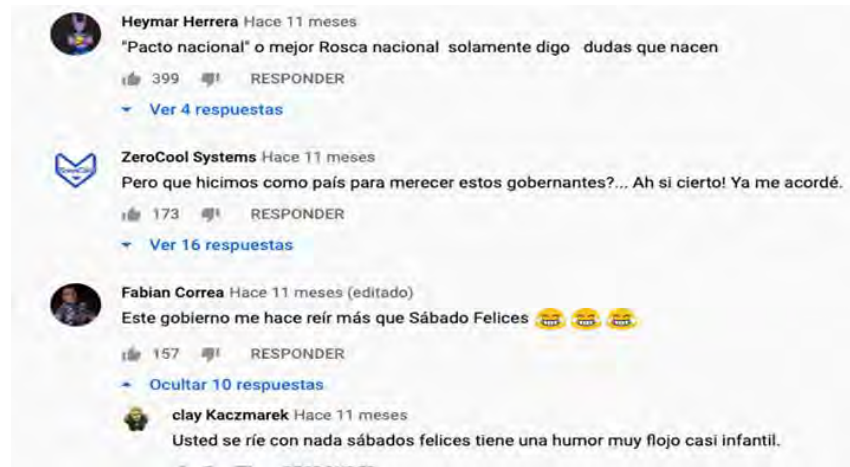 Heymar Herrera Hace 11 meses
"Pacto nacional" o mejor Rosca nacional solamente digo dudas que nacen
399 RESPONDER
Ver 4 respuestas
ZeroCool Systems Hace 11 meses
Pero que hicimos como país para merecer estos gobernantes?... Ah si cierto! Ya me acordé.
173 RESPONDER
Ver 16 respuestas
Fabian Correa Hace 11 meses (editado)
Este gobierno me hace reír más que Sábado Felices 😂 😂 😂
157 RESPONDER
Ocultar 10 respuestas
clay Kaczmarek Hace 11 meses
Usted se ríe con nada sábados felices tiene una humor muy flojo casi infantil.